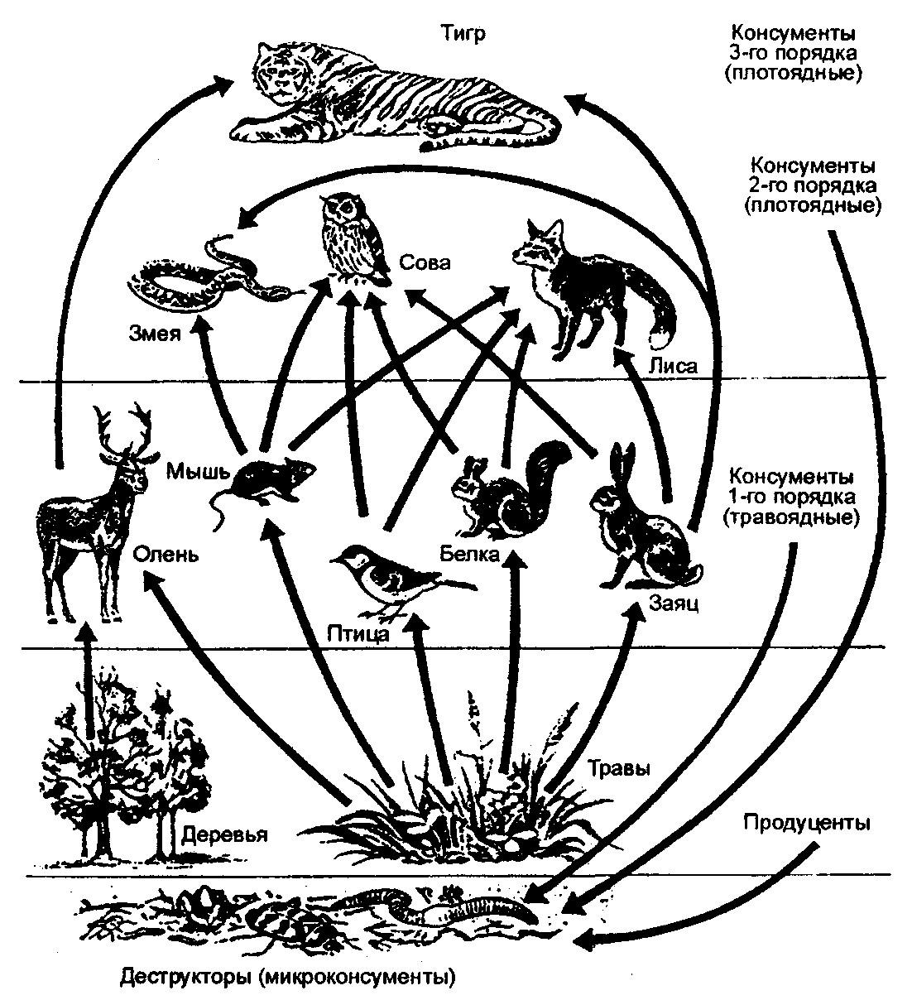 Тигр
Консументы
3-го порядка
(плотоядные)
Консументы
2-го порядка
(плотоядные)
Сова
Змея
Лиса
Мышь
Консументы
1-го порядка
(травоядные)
Олень
Белка
Заяц
Птица
Травы
Деревья
Продуценты
Деструкторы (микроконсументы)